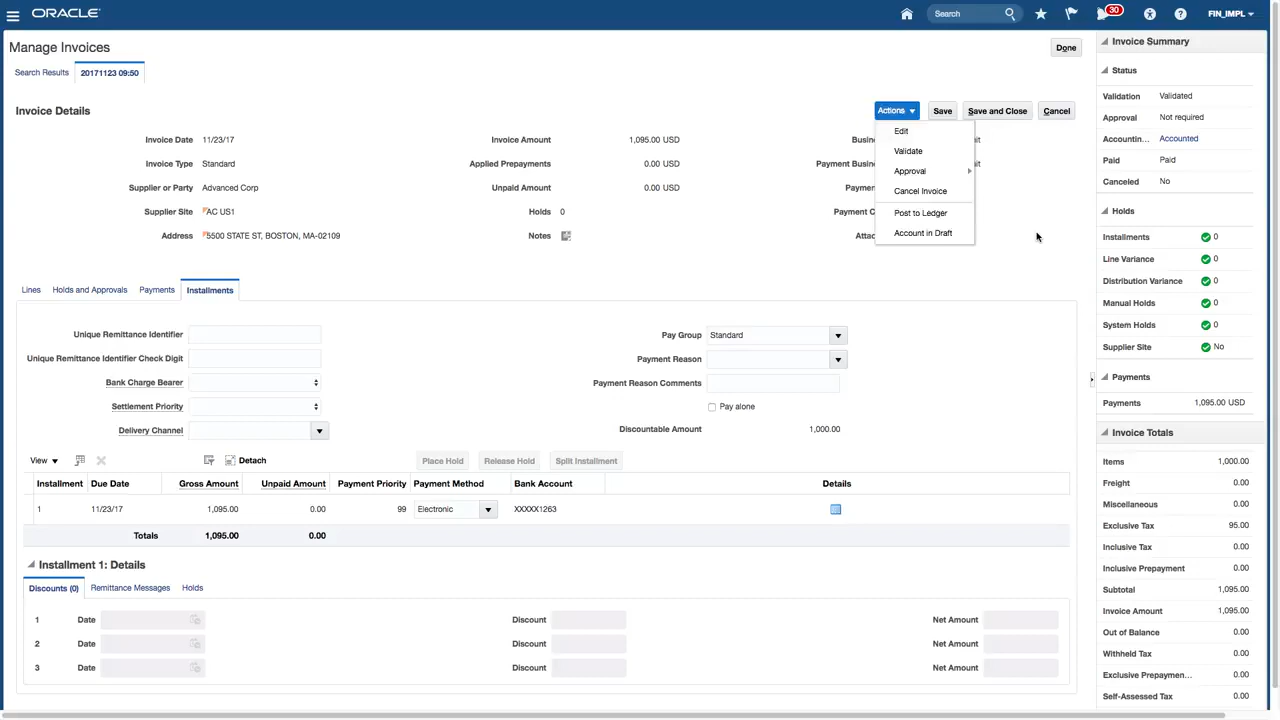 ORACLE
Search
30
FIN_IMPL
Manage Invoices
Done
Search Results
20171123 09:50
Invoice Details
Actions
Save
Save and Close
Cancel
Edit
Validate
Approval
Cancel Invoice
Post to Ledger
Account in Draft
Invoice Date 11/23/17
Invoice Type Standard
Supplier or Party Advanced Corp
Supplier Site AC US1
Address 5500 STATE ST, BOSTON, MA-02109
Invoice Amount 1,095.00 USD
Applied Prepayments 0.00 USD
Unpaid Amount 0.00 USD
Holds 0
Notes
Busine
it
Payment Busine
it
Paymen
Payment C
Attac
Lines
Holds and Approvals
Payments
Installments
Unique Remittance Identifier
Unique Remittance Identifier Check Digit
Bank Charge Bearer
Settlement Priority
Delivery Channel
Pay Group Standard
Payment Reason
Payment Reason Comments
Pay alone
Discountable Amount 1,000.00
View
Detach
Place Hold
Release Hold
Split Installment
Installment Due Date Gross Amount Unpaid Amount Payment Priority Payment Method Bank Account Details
1 11/23/17 1,095.00 0.00 99 Electronic XXXXX1263
Totals 1,095.00 0.00
Installment 1: Details
Discounts (0)
Remittance Messages
Holds
1 Date Discount Net Amount
2 Date Discount Net Amount
3 Date Discount Net Amount
Invoice Summary
Status
Validation Validated
Approval Not required
Accountin... Accounted
Paid Paid
Canceled No
Holds
Installments 0
Line Variance 0
Distribution Variance 0
Manual Holds 0
System Holds 0
Supplier Site No
Payments
Payments 1,095.00 USD
Invoice Totals
Items 1,000.00
Freight 0.00
Miscellaneous 0.00
Exclusive Tax 95.00
Inclusive Tax 0.00
Inclusive Prepayment 0.00
Subtotal 1,095.00
Invoice Amount 1,095.00
Out of Balance 0.00
Withheld Tax 0.00
Exclusive Prepaymen... 0.00
Self-Assessed Tax 0.00